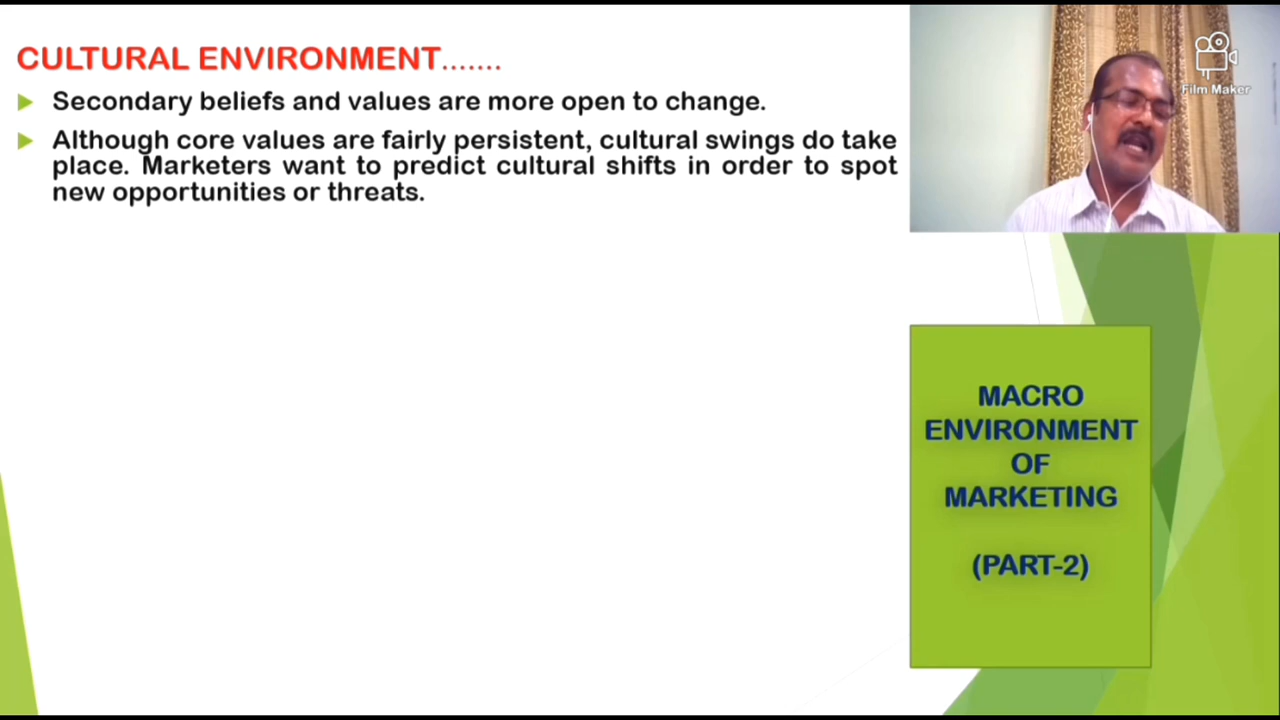 CULTURAL ENVIRONMENT.......
Secondary beliefs and values are more open to change.
Although core values are fairly persistent, cultural swings do take
place. Marketers want to predict cultural shifts in order to spot
new opportunities or threats.
Film Maker
MACRO
ENVIRONMENT
OF
MARKETING
(PART-2)